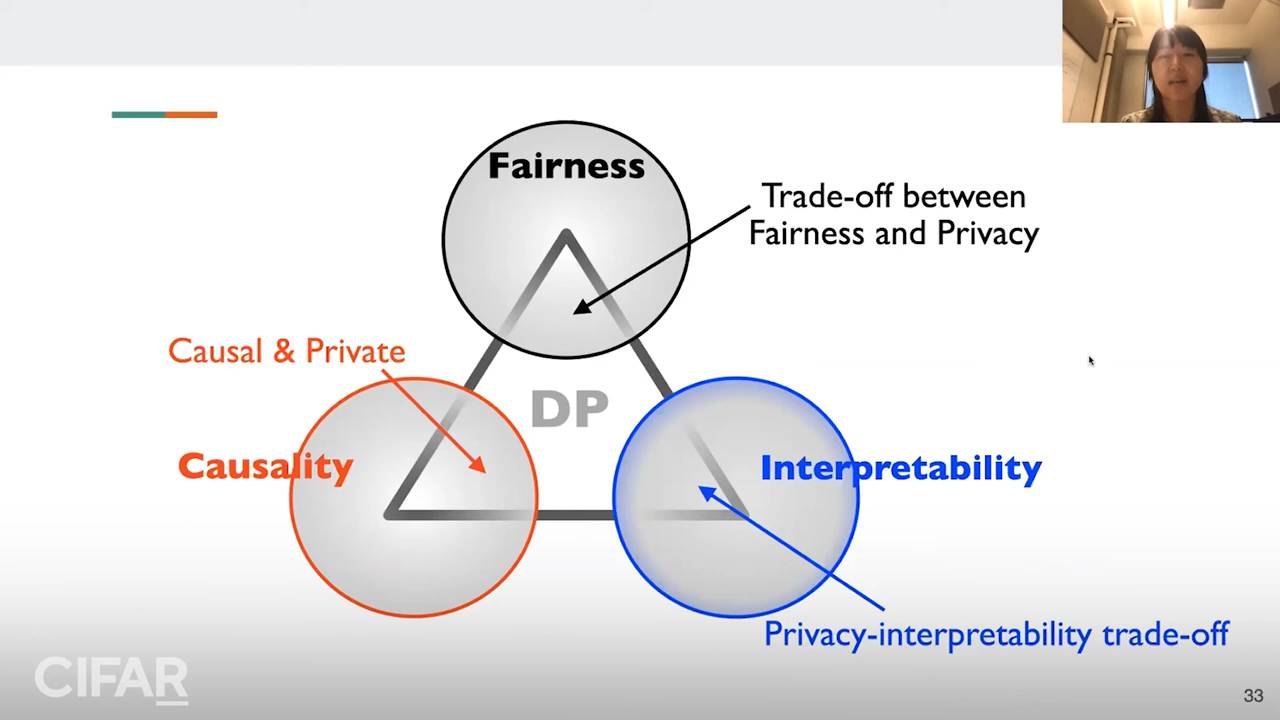 Fairness
Trade-off between
Fairness and Privacy
Causal & Private
DP
Causality
Interpretability
Privacy-interpretability trade-off
CIFAR
33